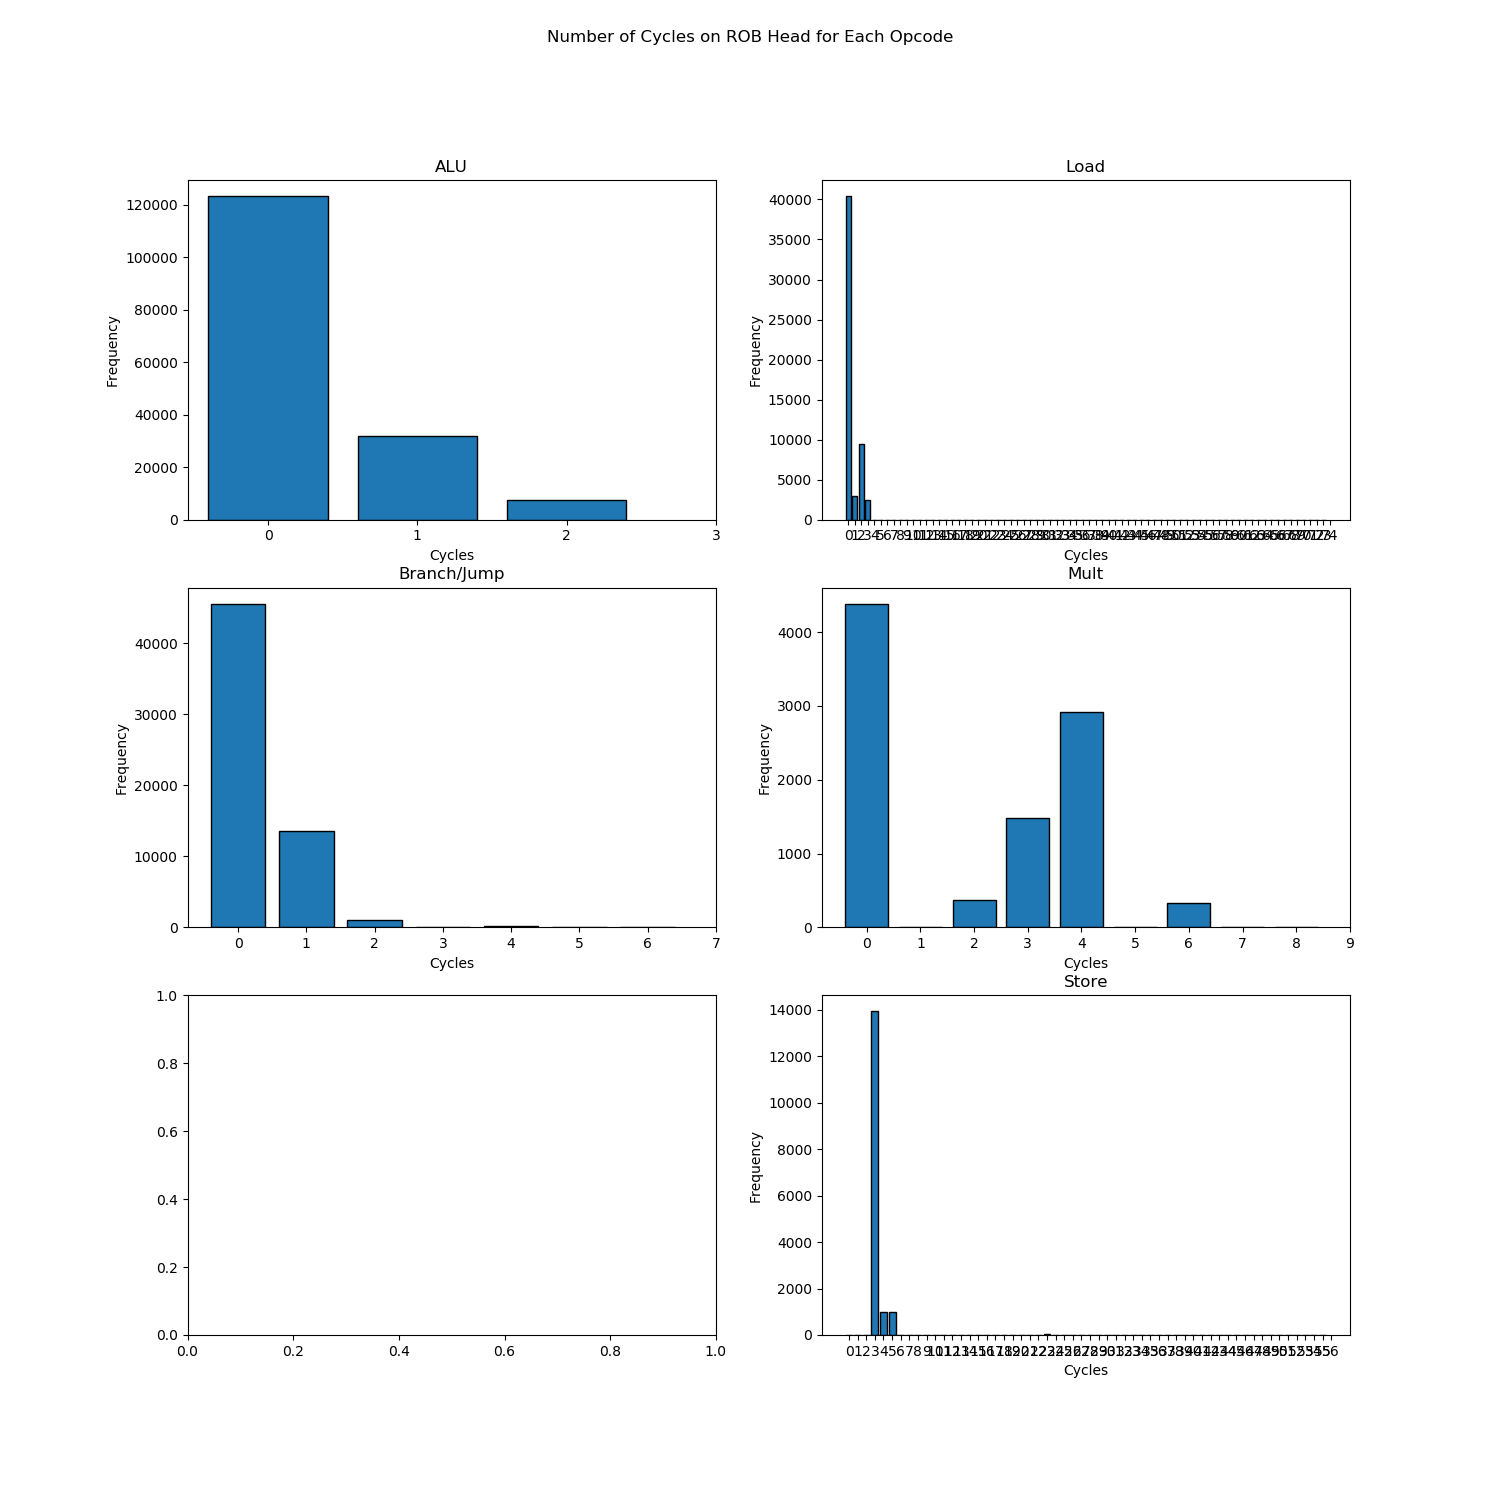 Number of Cycles on ROB Head for Each Opcode
ALU
120000
100000
80000
60000
40000
20000
0
Frequency
0 1 2 3
Cycles
Load
40000
35000
30000
25000
20000
15000
10000
5000
0
Frequency
Cycles
Branch/Jump
40000
30000
20000
10000
0
Frequency
0 1 2 3 4 5 6 7
Cycles
Mult
4000
3000
2000
1000
0
Frequency
0 1 2 3 4 5 6 7 8 9
Cycles
1.0
0.8
0.6
0.4
0.2
0.0
0.0 0.2 0.4 0.6 0.8 1.0
Store
14000
12000
10000
8000
6000
4000
2000
0
Frequency
Cycles